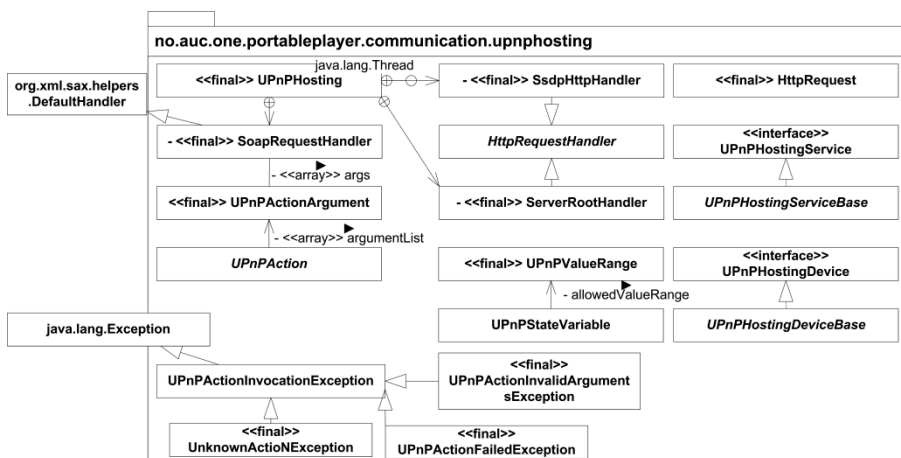 no.auc.one.portableplayer.communication.upnphosting
java.lang.Thread
org.xml.sax.helpers
.DefaultHandler
<<final>> UPnPHosting
- <<final>> SsdpHttpHandler
<<final>> HttpRequest
- <<final>> SoapRequestHandler
HttpRequestHandler
<<interface>>
UPnPHostingService
- <<array>> args
<<final>> UPnPActionArgument
- <<final>> ServerRootHandler
UPnPHostingServiceBase
- <<array>> argumentList
UPnPAction
<<final>> UPnPValueRange
<<interface>>
UPnPHostingDevice
- allowedValueRange
java.lang.Exception
UPnPStateVariable
UPnPHostingDeviceBase
UPnPActionInvocationException
<<final>>
UPnPActionInvalidArgument
sException
<<final>>
UnknownActioNException
<<final>>
UPnPActionFailedException